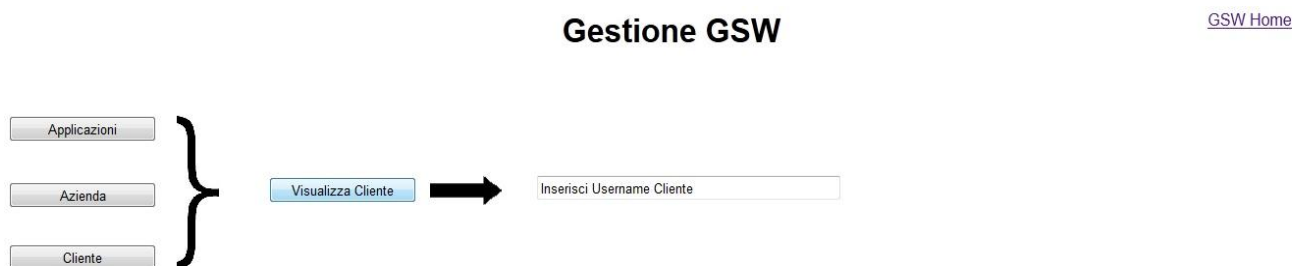 Gestione GSW
GSW Home
Applicazioni
Azienda
Visualizza Cliente
Inserisci Username Cliente
Cliente